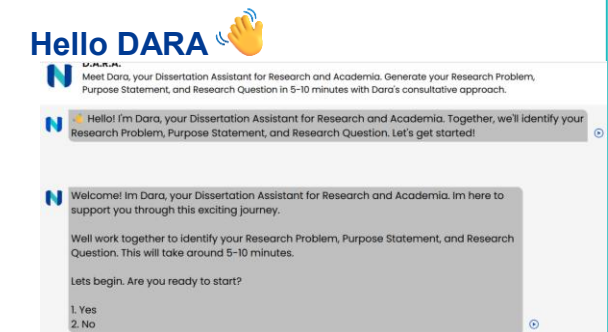 Hello DARA 👋
D.A.R.A.
Meet Dara, your Dissertation Assistant for Research and Academia. Generate your Research Problem,
Purpose Statement, and Research Question in 5-10 minutes with Dara's consultative approach.
👋 Hello! I'm Dara, your Dissertation Assistant for Research and Academia. Together, we'll identify your
Research Problem, Purpose Statement, and Research Question. Let's get started!
Welcome! Im Dara, your Dissertation Assistant for Research and Academia. Im here to
support you through this exciting journey.
Well work together to identify your Research Problem, Purpose Statement, and Research
Question. This will take around 5-10 minutes.
Lets begin. Are you ready to start?
1. Yes
2. No